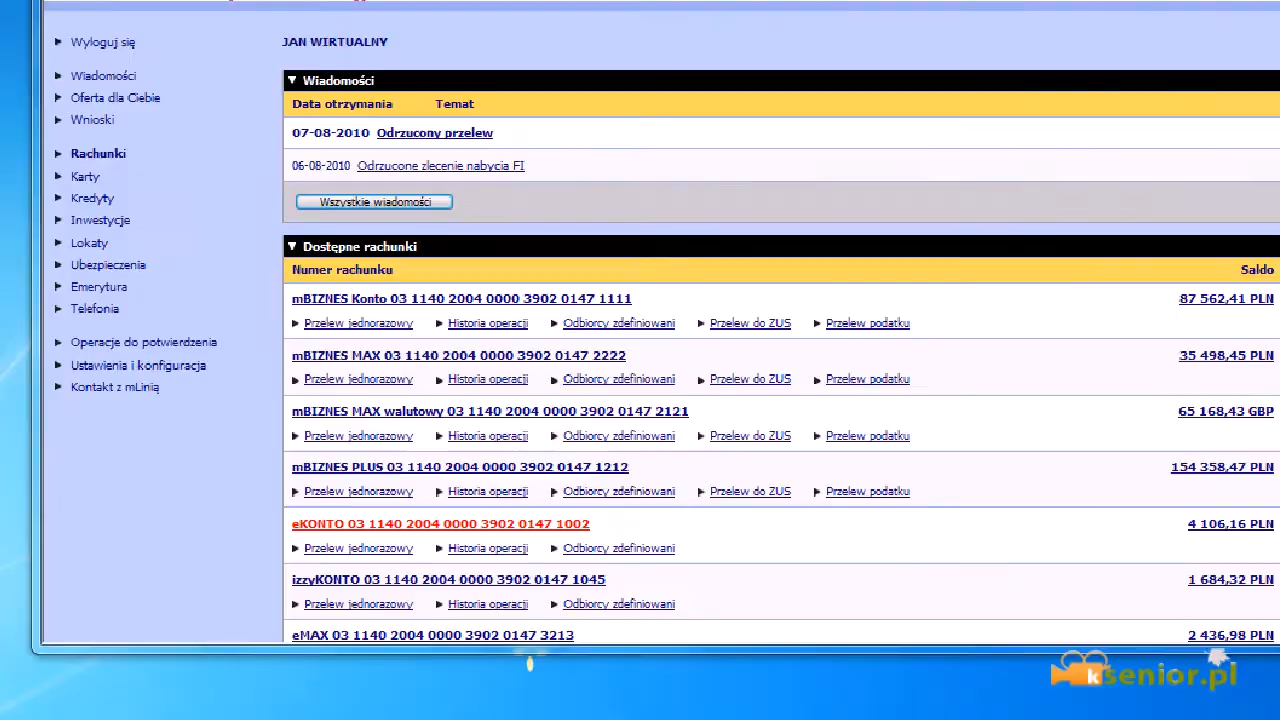 Wyloguj się
Wiadomości
Oferta dla Ciebie
Wnioski
Rachunki
Karty
Kredyty
Inwestycje
Lokaty
Ubezpieczenia
Emerytura
Telefonia
Operacje do potwierdzenia
Ustawienia i konfiguracja
Kontakt z mLinią
JAN WIRTUALNY
Wiadomości
Data otrzymania Temat
07-08-2010 Odrzucony przelew
06-08-2010 Odrzucone zlecenie nabycia FI
Wszystkie wiadomości
Dostępne rachunki
Numer rachunku Saldo
mBIZNES Konto 03 1140 2004 0000 3902 0147 1111 87 562,41 PLN
Przelew jednorazowy Historia operacji Odbiorcy zdefiniowani Przelew do ZUS Przelew podatku
mBIZNES MAX 03 1140 2004 0000 3902 0147 2222 35 498,45 PLN
Przelew jednorazowy Historia operacji Odbiorcy zdefiniowani Przelew do ZUS Przelew podatku
mBIZNES MAX walutowy 03 1140 2004 0000 3902 0147 2121 65 168,43 GBP
Przelew jednorazowy Historia operacji Odbiorcy zdefiniowani Przelew do ZUS Przelew podatku
mBIZNES PLUS 03 1140 2004 0000 3902 0147 1212 154 358,47 PLN
Przelew jednorazowy Historia operacji Odbiorcy zdefiniowani Przelew do ZUS Przelew podatku
eKONTO 03 1140 2004 0000 3902 0147 1002 4 106,16 PLN
Przelew jednorazowy Historia operacji Odbiorcy zdefiniowani
izzyKONTO 03 1140 2004 0000 3902 0147 1045 1 684,32 PLN
Przelew jednorazowy Historia operacji Odbiorcy zdefiniowani
eMAX 03 1140 2004 0000 3902 0147 3213 2 436,98 PLN
ksenior.pl